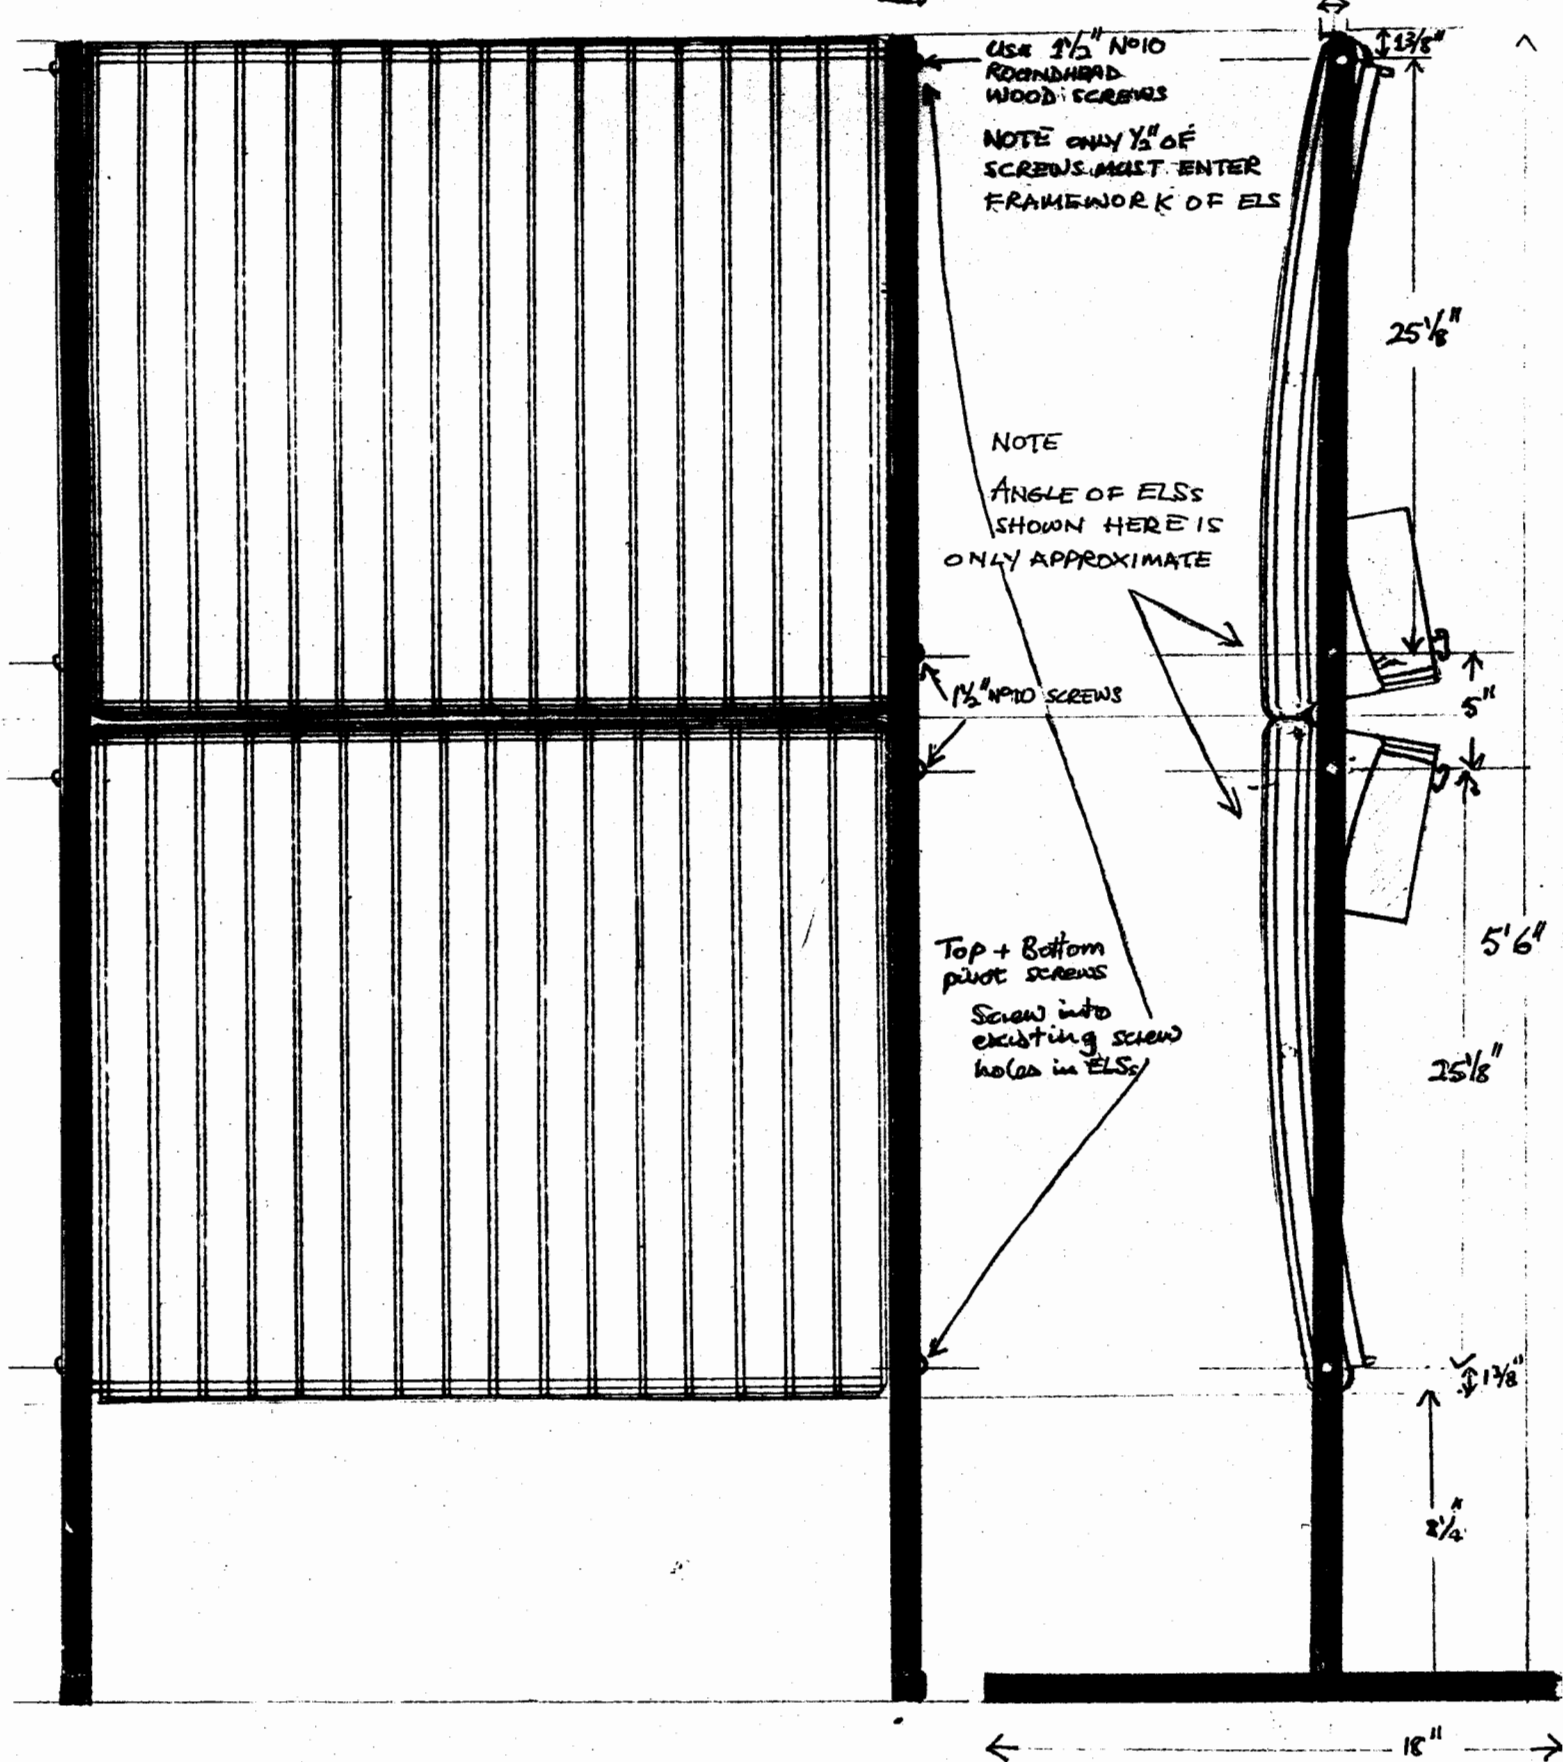 USE 1½" Nº10
ROUNDHEAD
WOOD SCREWS
NOTE ONLY ½" OF
SCREWS MUST ENTER
FRAMEWORK OF ELS
1⅜"
25⅛"
NOTE
ANGLE OF ELSs
SHOWN HERE IS
ONLY APPROXIMATE
1½" Nº10 SCREWS
5"
5'6"
Top + Bottom
pivot screws
Screw into
existing screw
holes in ELSs
25⅛"
1⅜"
18"